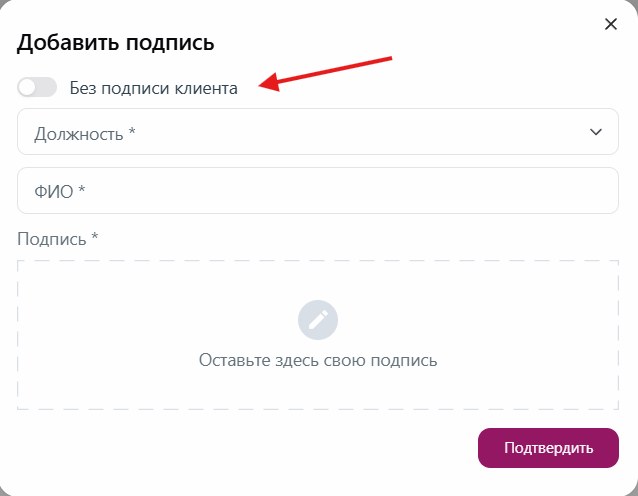 Добавить подпись
Без подписи клиента
Должность *
ФИО *
Подпись *
Оставьте здесь свою подпись
Подтвердить